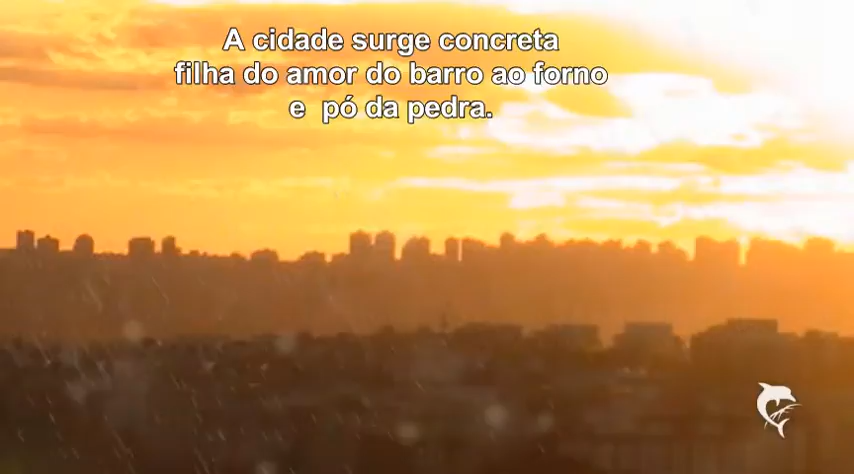 A cidade surge concreta
filha do amor do barro ao forno
e  pó da pedra.